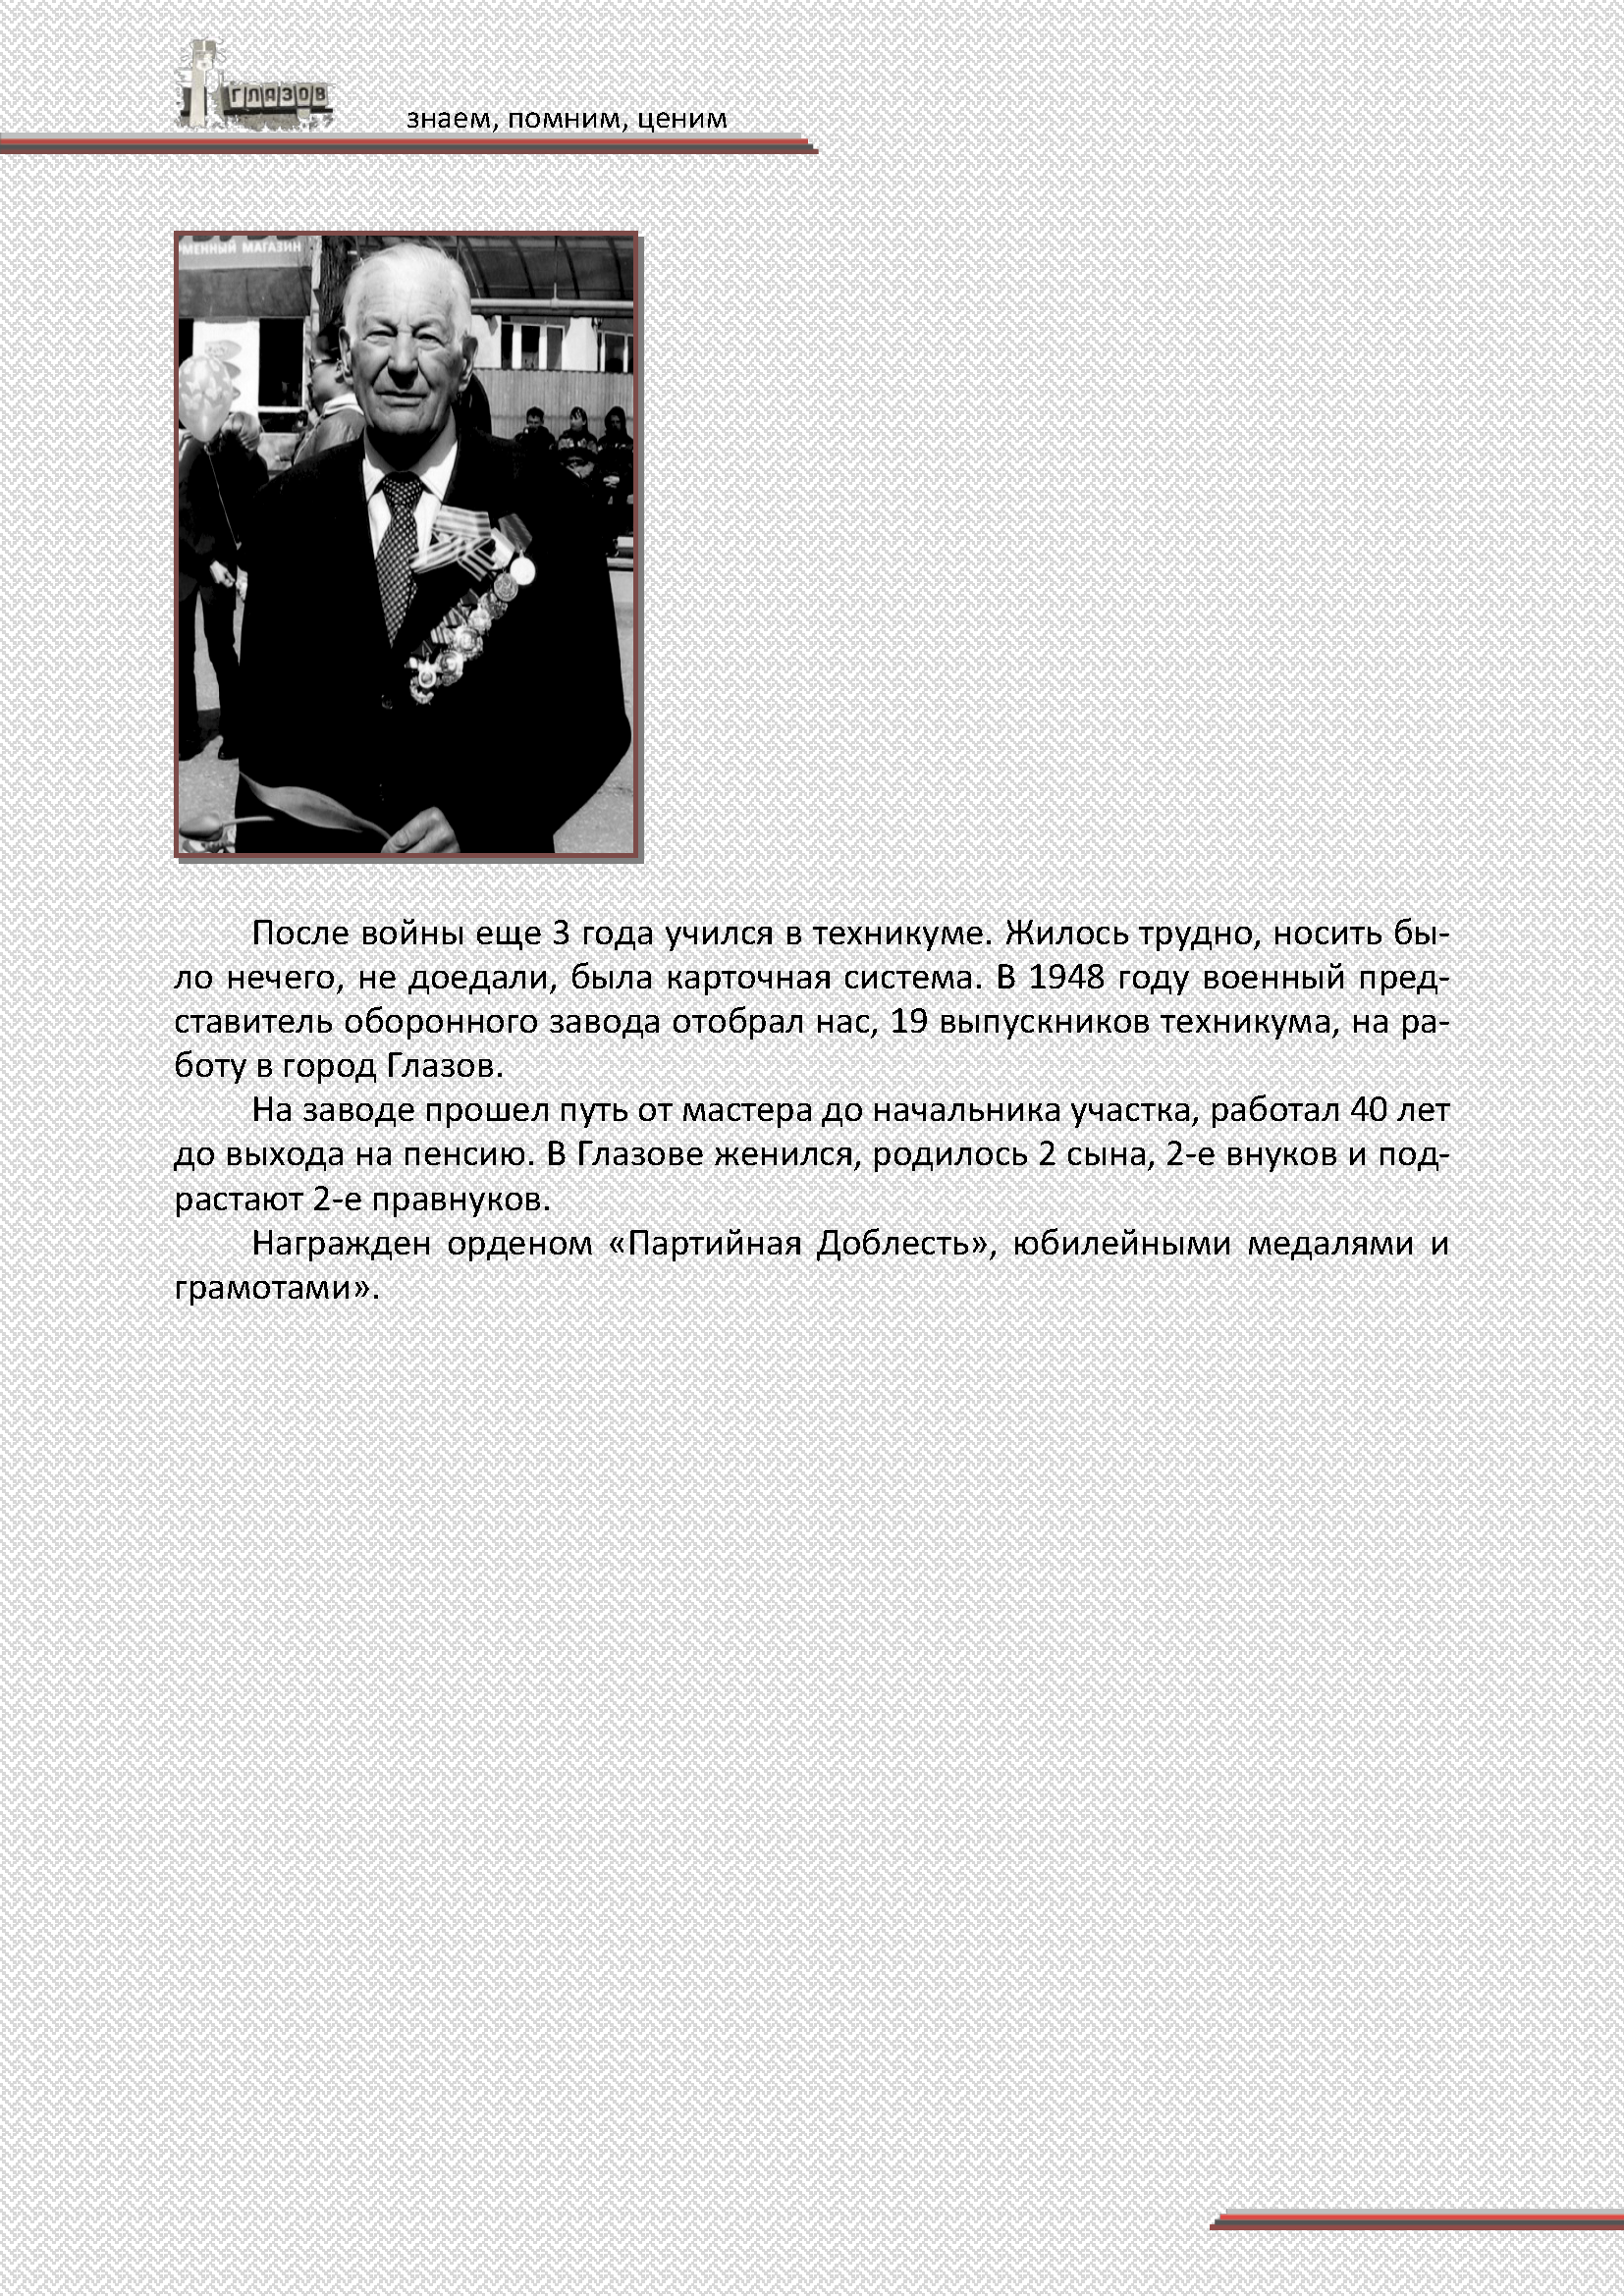 ГЛАЗОВ
знаем, помним, ценим
МЕННЫЙ МАГАЗИН
После войны еще 3 года учился в техникуме. Жилось трудно, носить бы-
ло нечего, не доедали, была карточная система. В 1948 году военный пред-
ставитель оборонного завода отобрал нас, 19 выпускников техникума, на ра-
боту в город Глазов.
На заводе прошел путь от мастера до начальника участка, работал 40 лет
до выхода на пенсию. В Глазове женился, родилось 2 сына, 2-е внуков и под-
растают 2-е правнуков.
Награжден орденом «Партийная Доблесть», юбилейными медалями и
грамотами».